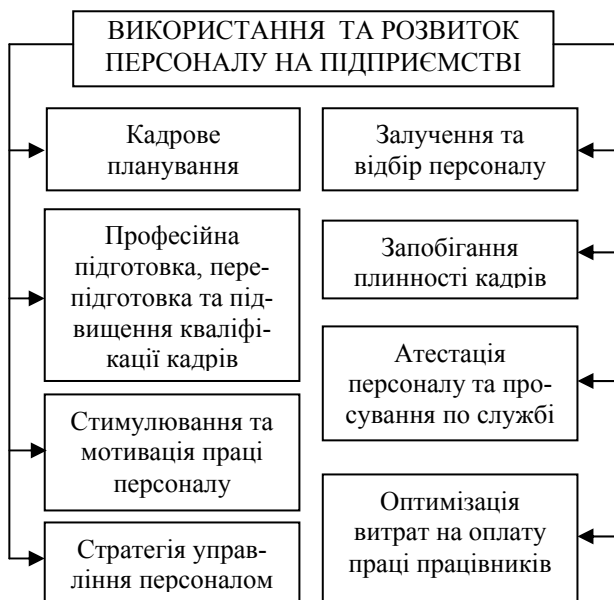 ВИКОРИСТАННЯ ТА РОЗВИТОК
ПЕРСОНАЛУ НА ПІДПРИЄМСТВІ
Кадрове
планування
Професійна
підготовка, пере-
підготовка та під-
вищення кваліфі-
кації кадрів
Стимулювання та
мотивація праці
персоналу
Стратегія управ-
ління персоналом
Залучення та
відбір персоналу
Запобігання
плинності кадрів
Атестація
персоналу та про-
сування по службі
Оптимізація
витрат на оплату
праці працівників